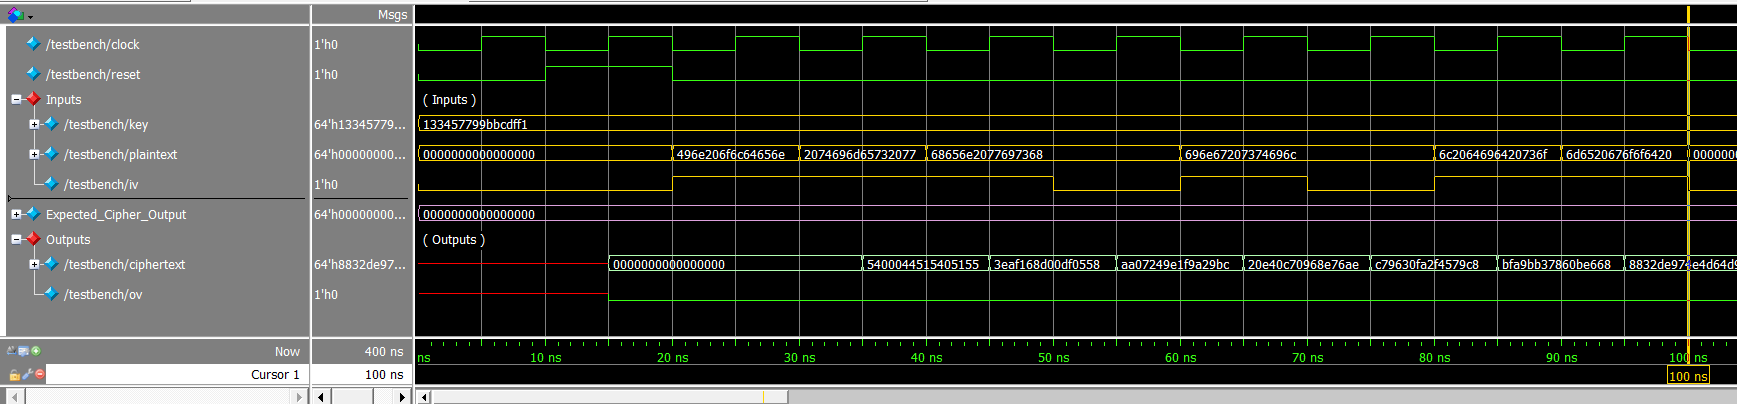 Msgs
/testbench/clock 1'h0
/testbench/reset 1'h0
Inputs ( Inputs )
/testbench/key 64'h13345779... 133457799bbcdff1
/testbench/plaintext 64'h00000000... 0000000000000000 496e206f6c64656e 2074696d65732077 68656e2077697368 696e67207374696c 6c2064696420736f 6d6520676f6f6420 0000000
/testbench/iv 1'h0
Expected_Cipher_Output 64'h00000000... 0000000000000000
Outputs ( Outputs )
/testbench/ciphertext 64'h8832de97... 0000000000000000 5400044515405155 3eaf168d00df0558 aa07249e1f9a29bc 20e40c70968e76ae c79630fa2f4579c8 bfa9bb37860be668 8832de974 e4d64d9
/testbench/ov 1'h0
Now 400 ns ns 10 ns 20 ns 30 ns 40 ns 50 ns 60 ns 70 ns 80 ns 90 ns 100 ns
Cursor 1 100 ns 100 ns